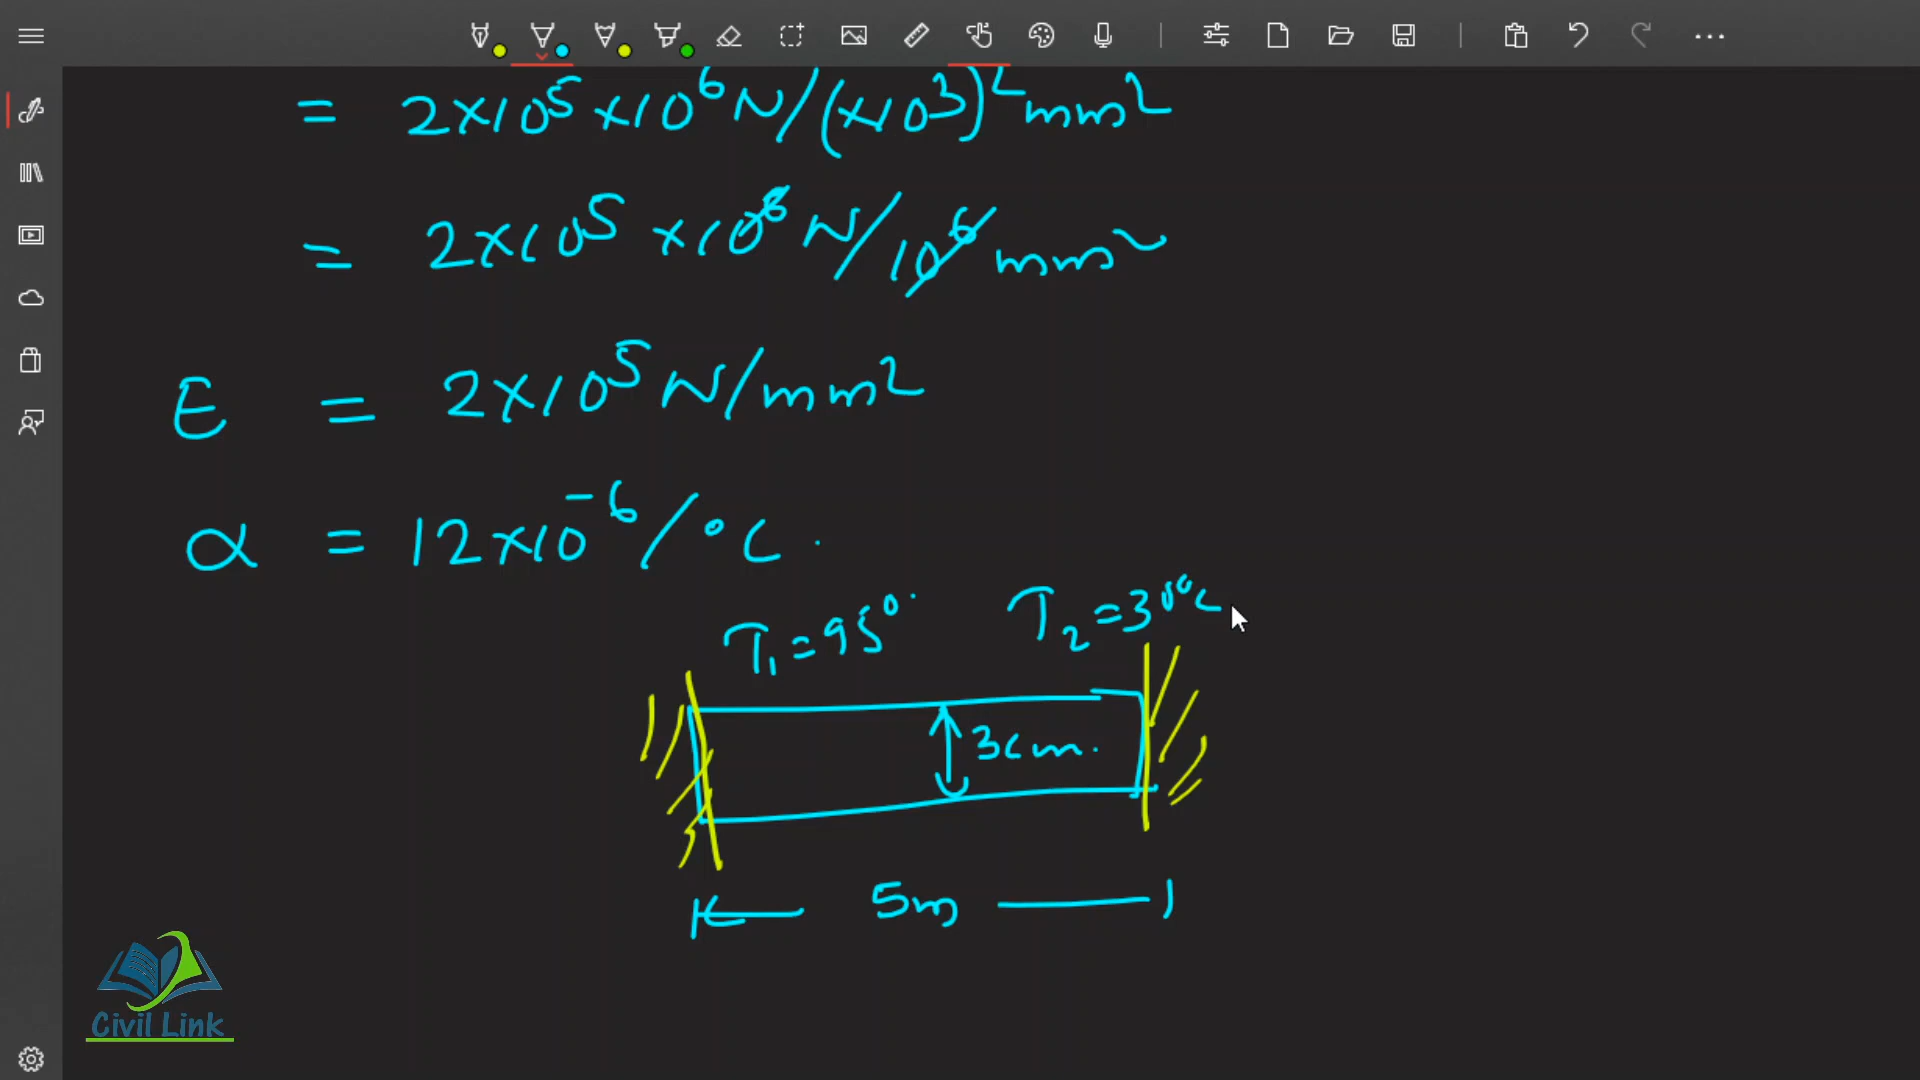 = 2×10⁵ ×10⁶ N/(×10³)² mm²
= 2×10⁵ ×10⁶ N/10⁶ mm²
E = 2×10⁵ N/mm²
α = 12×10⁻⁶/°C.
T₁ = 95° T₂ = 30°C
3cm.
5m
Civil Link